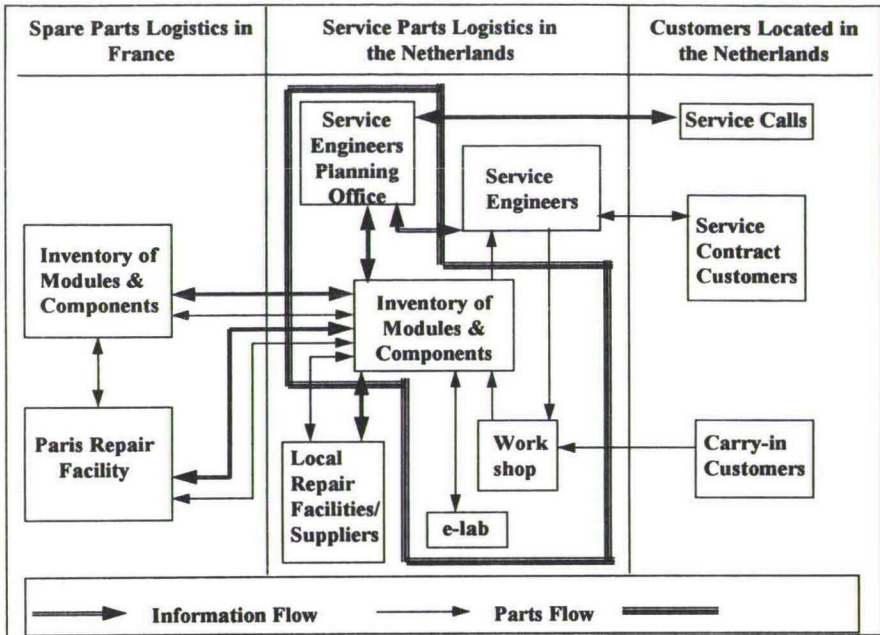 Spare Parts Logistics in
France
Service Parts Logistics in
the Netherlands
Customers Located in
the Netherlands
Service
Engineers
Planning
Office
Service
Engineers
Service Calls
Service
Contract
Customers
Inventory of
Modules &
Components
Inventory of
Modules &
Components
Paris Repair
Facility
Local
Repair
Facilities/
Suppliers
Work
shop
e-lab
Carry-in
Customers
Information Flow
Parts Flow